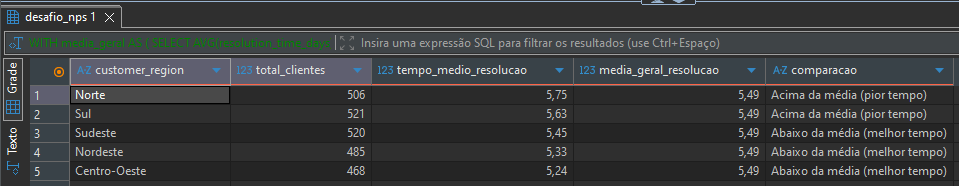 desafio_nps 1
WITH media_geral AS ( SELECT AVG(resolution_time_days
Insira uma expressão SQL para filtrar os resultados (use Ctrl+Espaço)
Grade
Texto
A-Z customer_region 123 total_clientes 123 tempo_medio_resolucao 123 media_geral_resolucao A-Z comparacao
1 Norte 506 5,75 5,49 Acima da média (pior tempo)
2 Sul 521 5,63 5,49 Acima da média (pior tempo)
3 Sudeste 520 5,45 5,49 Abaixo da média (melhor tempo)
4 Nordeste 485 5,33 5,49 Abaixo da média (melhor tempo)
5 Centro-Oeste 468 5,24 5,49 Abaixo da média (melhor tempo)